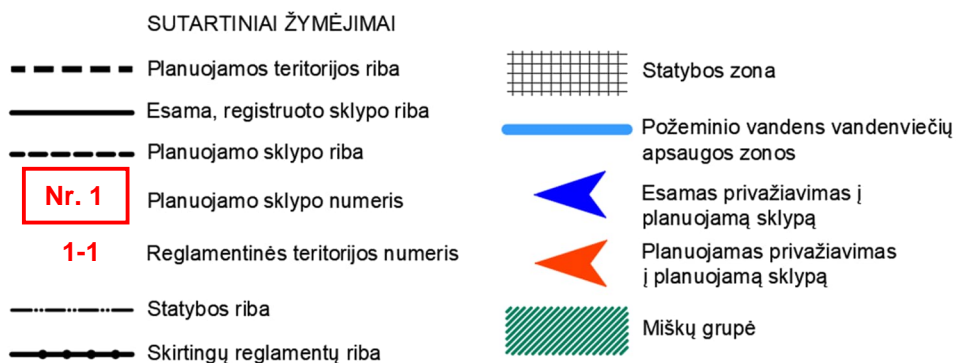 SUTARTINIAI ŽYMĖJIMAI
Planuojamos teritorijos riba
Esama, registruoto sklypo riba
Planuojamo sklypo riba
Nr. 1
Planuojamo sklypo numeris
1-1
Reglamentinės teritorijos numeris
Statybos riba
Skirtingų reglamentų riba
Statybos zona
Požeminio vandens vandenviečių
apsaugos zonos
Esamas privažiavimas į
planuojamą sklypą
Planuojamas privažiavimas
į planuojamą sklypą
Miškų grupė